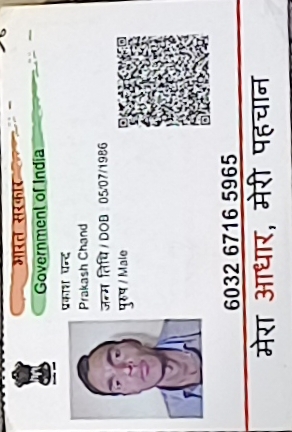 भारत सरकार
Government of India
प्रकाश चन्द
Prakash Chand
जन्म तिथि / DOB 05/07/1986
पुरुष / Male
6032 6716 5965
मेरा आधार, मेरी पहचान